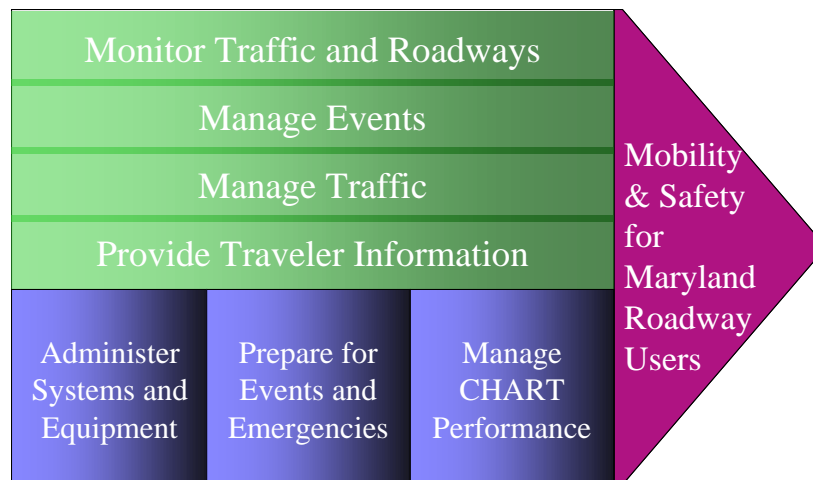 Monitor Traffic and Roadways
Manage Events
Manage Traffic
Provide Traveler Information
Administer
Systems and
Equipment
Prepare for
Events and
Emergencies
Manage
CHART
Performance
Mobility
& Safety
for
Maryland
Roadway
Users